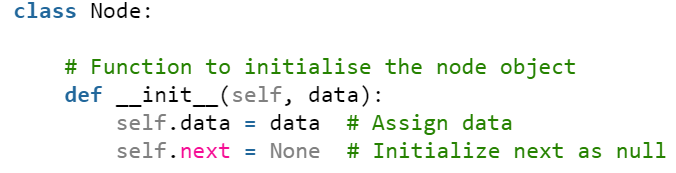 class Node:
    # Function to initialise the node object
    def __init__(self, data):
        self.data = data  # Assign data
        self.next = None  # Initialize next as null